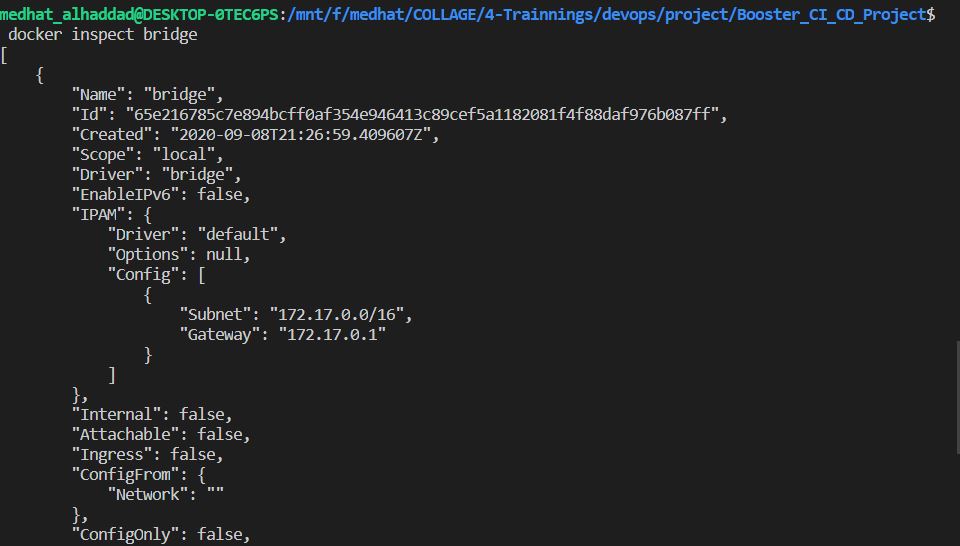 medhat_alhaddad@DESKTOP-0TEC6PS:/mnt/f/medhat/COLLAGE/4-Trainnings/devops/project/Booster_CI_CD_Project$
 docker inspect bridge
[
    {
        "Name": "bridge",
        "Id": "65e216785c7e894bcff0af354e946413c89cef5a1182081f4f88daf976b087ff",
        "Created": "2020-09-08T21:26:59.409607Z",
        "Scope": "local",
        "Driver": "bridge",
        "EnableIPv6": false,
        "IPAM": {
            "Driver": "default",
            "Options": null,
            "Config": [
                {
                    "Subnet": "172.17.0.0/16",
                    "Gateway": "172.17.0.1"
                }
            ]
        },
        "Internal": false,
        "Attachable": false,
        "Ingress": false,
        "ConfigFrom": {
            "Network": ""
        },
        "ConfigOnly": false,